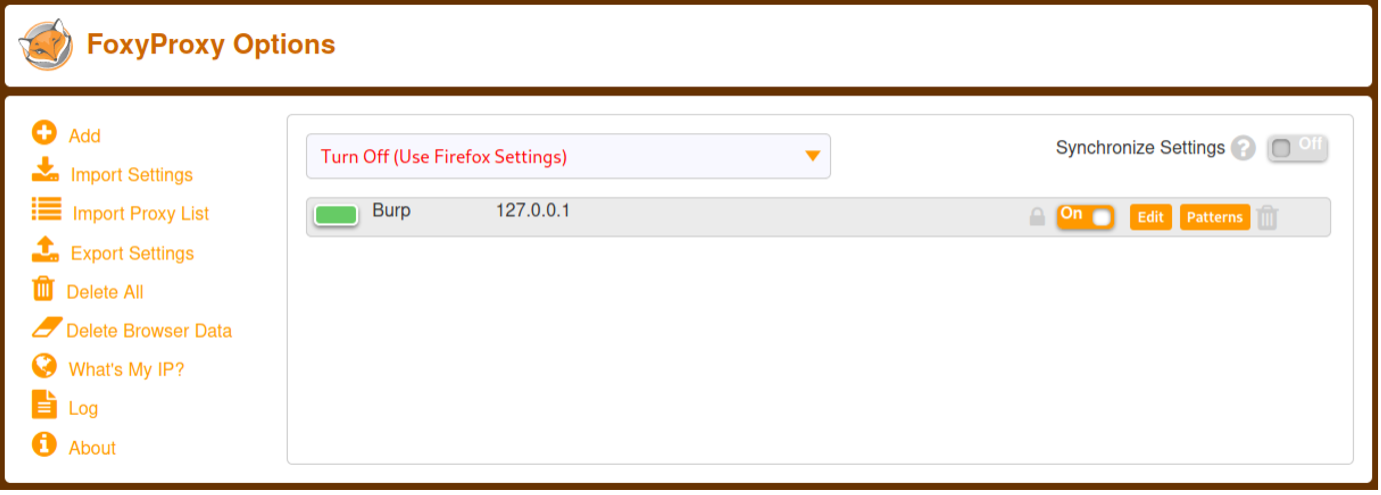 FoxyProxy Options
Add
Import Settings
Import Proxy List
Export Settings
Delete All
Delete Browser Data
What's My IP?
Log
About
Turn Off (Use Firefox Settings)
Synchronize Settings ? Off
Burp 127.0.0.1 On Edit Patterns